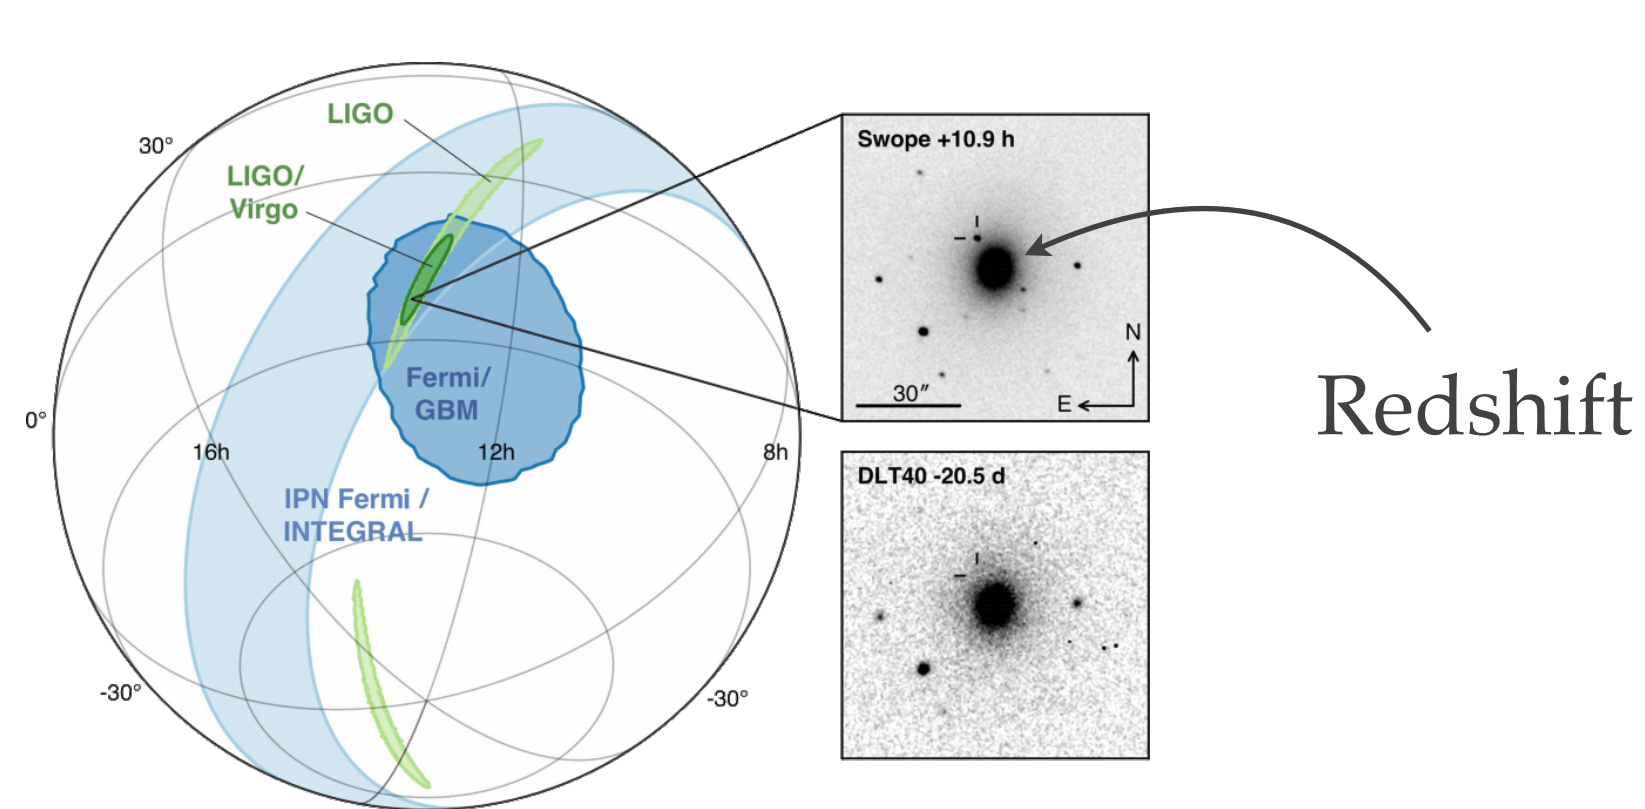 LIGO
30°
LIGO/
Virgo
Fermi/
GBM
0°
16h
12h
8h
IPN Fermi /
INTEGRAL
-30°
-30°
Swope +10.9 h
N
30″
E
DLT40 -20.5 d
Redshift